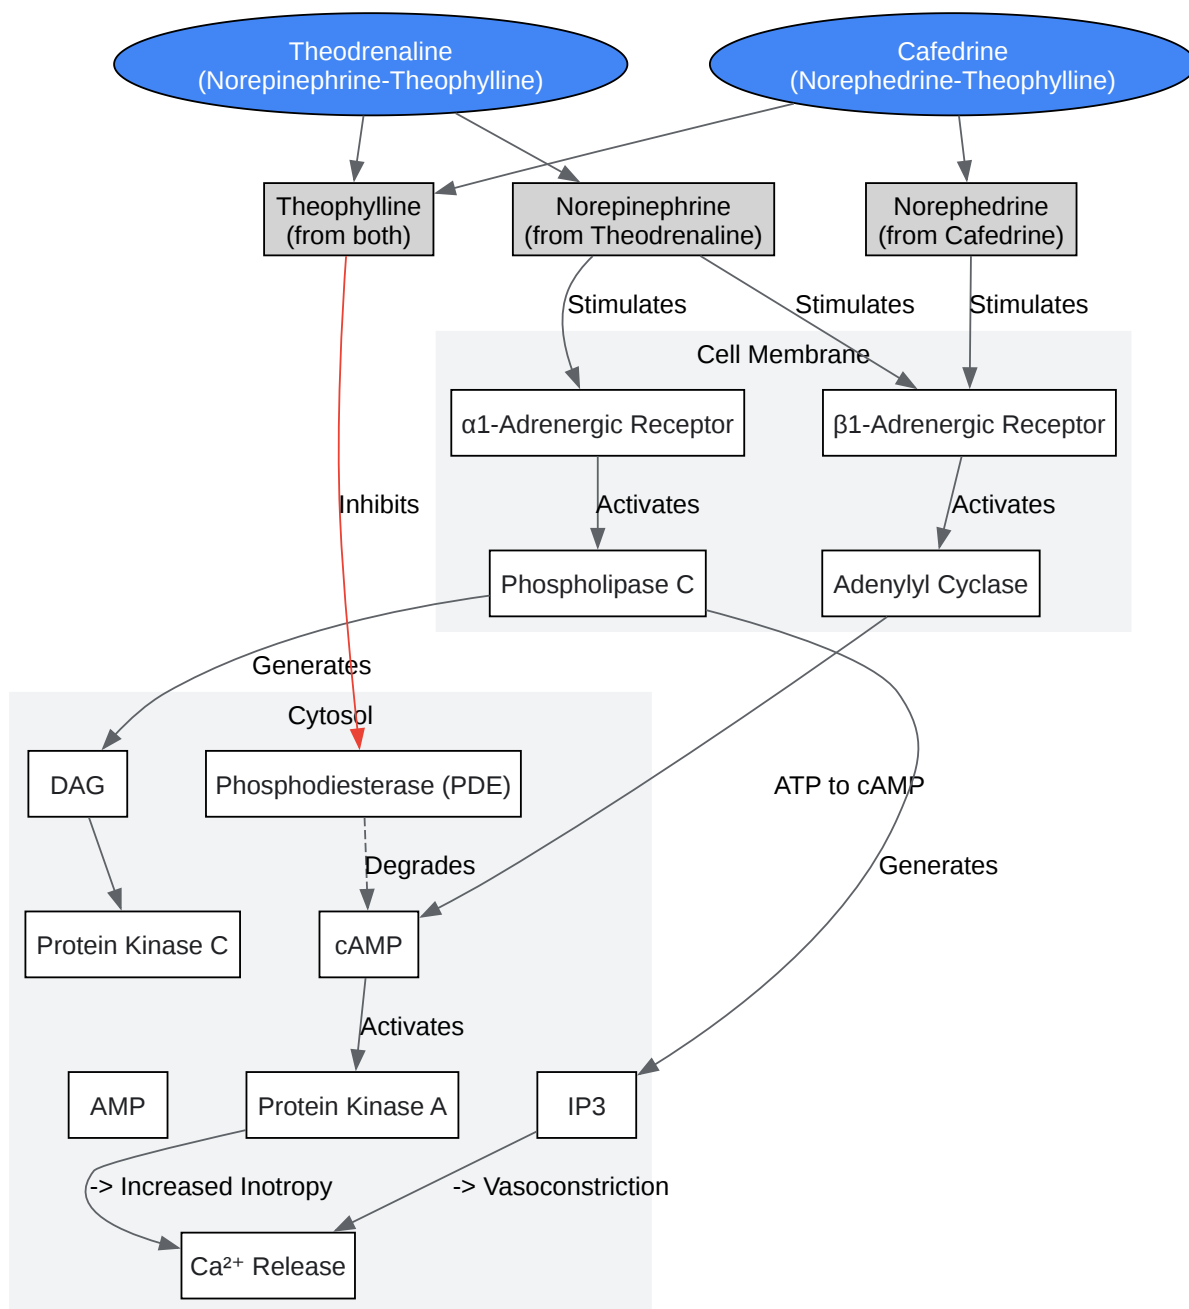 Theodrenaline
(Norepinephrine-Theophylline)
Cafedrine
(Norephedrine-Theophylline)
Theophylline
(from both)
Norepinephrine
(from Theodrenaline)
Norephedrine
(from Cafedrine)
Stimulates
Stimulates
Stimulates
Cell Membrane
α1-Adrenergic Receptor
β1-Adrenergic Receptor
Inhibits
Activates
Activates
Phospholipase C
Adenylyl Cyclase
Generates
Cytosol
DAG
Phosphodiesterase (PDE)
ATP to cAMP
Degrades
Generates
Protein Kinase C
cAMP
Activates
AMP
Protein Kinase A
IP3
-> Increased Inotropy
-> Vasoconstriction
Ca²⁺ Release